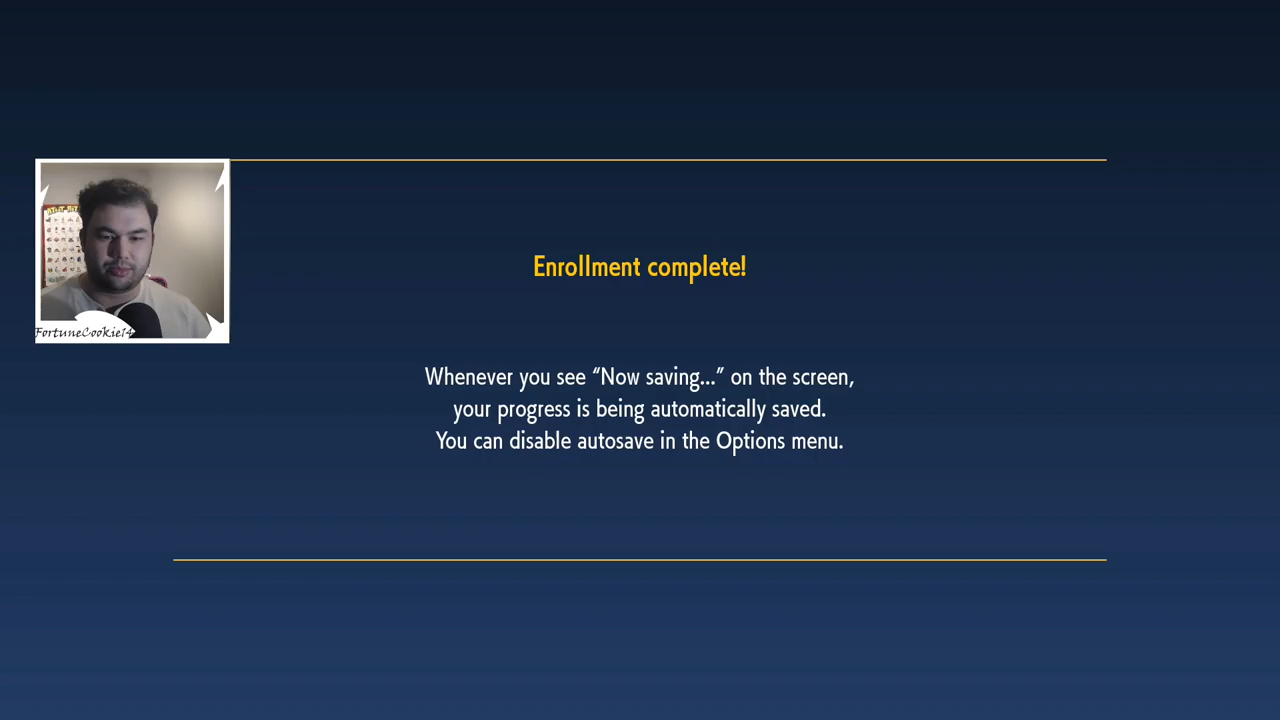 Enrollment complete!
Whenever you see “Now saving...” on the screen,
your progress is being automatically saved.
You can disable autosave in the Options menu.
FortuneCookie14